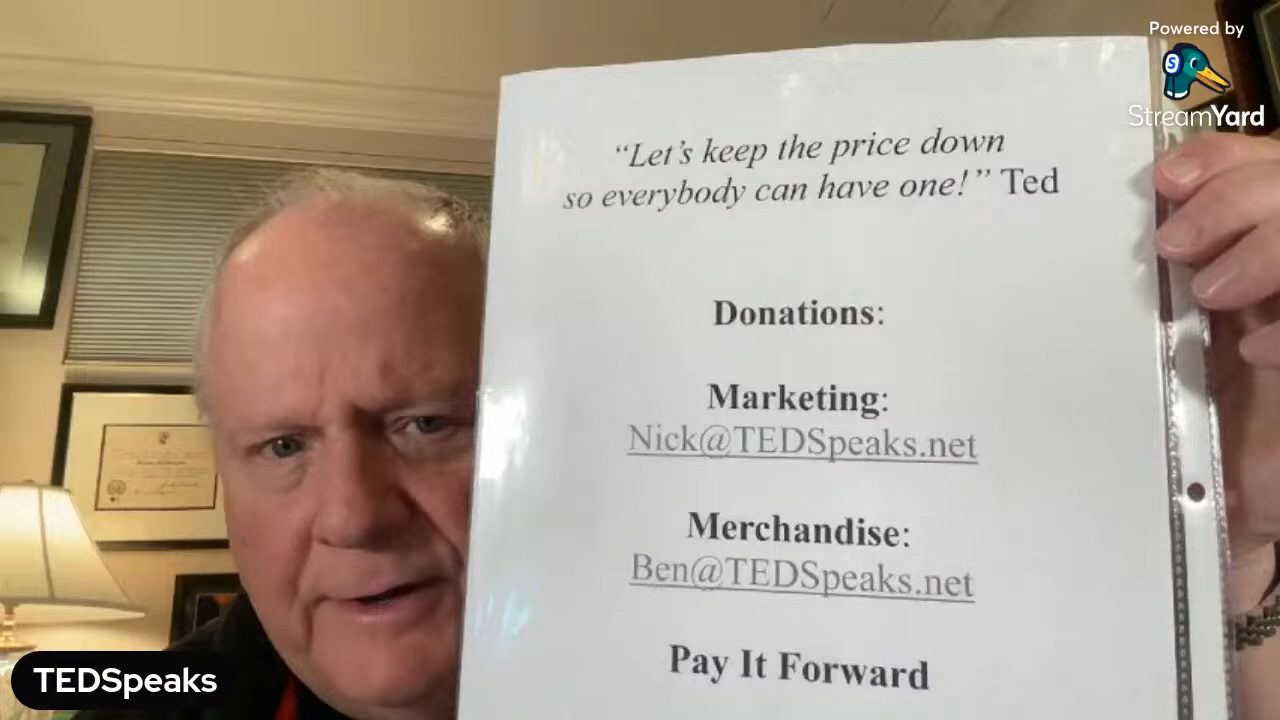 Powered by
StreamYard
“Let’s keep the price down
so everybody can have one!” Ted
Donations:
Marketing:
Nick@TEDSpeaks.net
Merchandise:
Ben@TEDSpeaks.net
Pay It Forward
TEDSpeaks